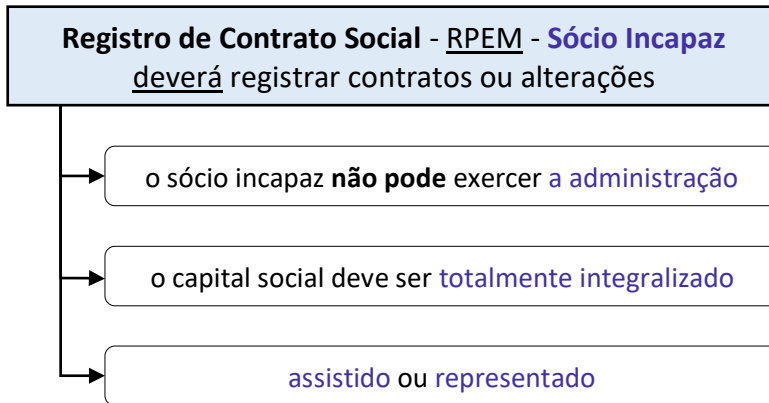 Registro de Contrato Social - RPEM - Sócio Incapaz
deverá registrar contratos ou alterações
o sócio incapaz não pode exercer a administração
o capital social deve ser totalmente integralizado
assistido ou representado